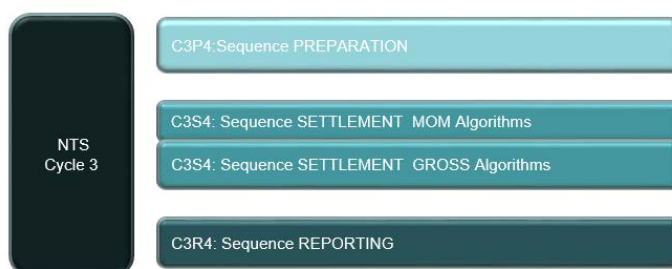 NTS
Cycle 3
C3P4:Sequence PREPARATION
C3S4: Sequence SETTLEMENT MOM Algorithms
C3S4: Sequence SETTLEMENT GROSS Algorithms
C3R4: Sequence REPORTING